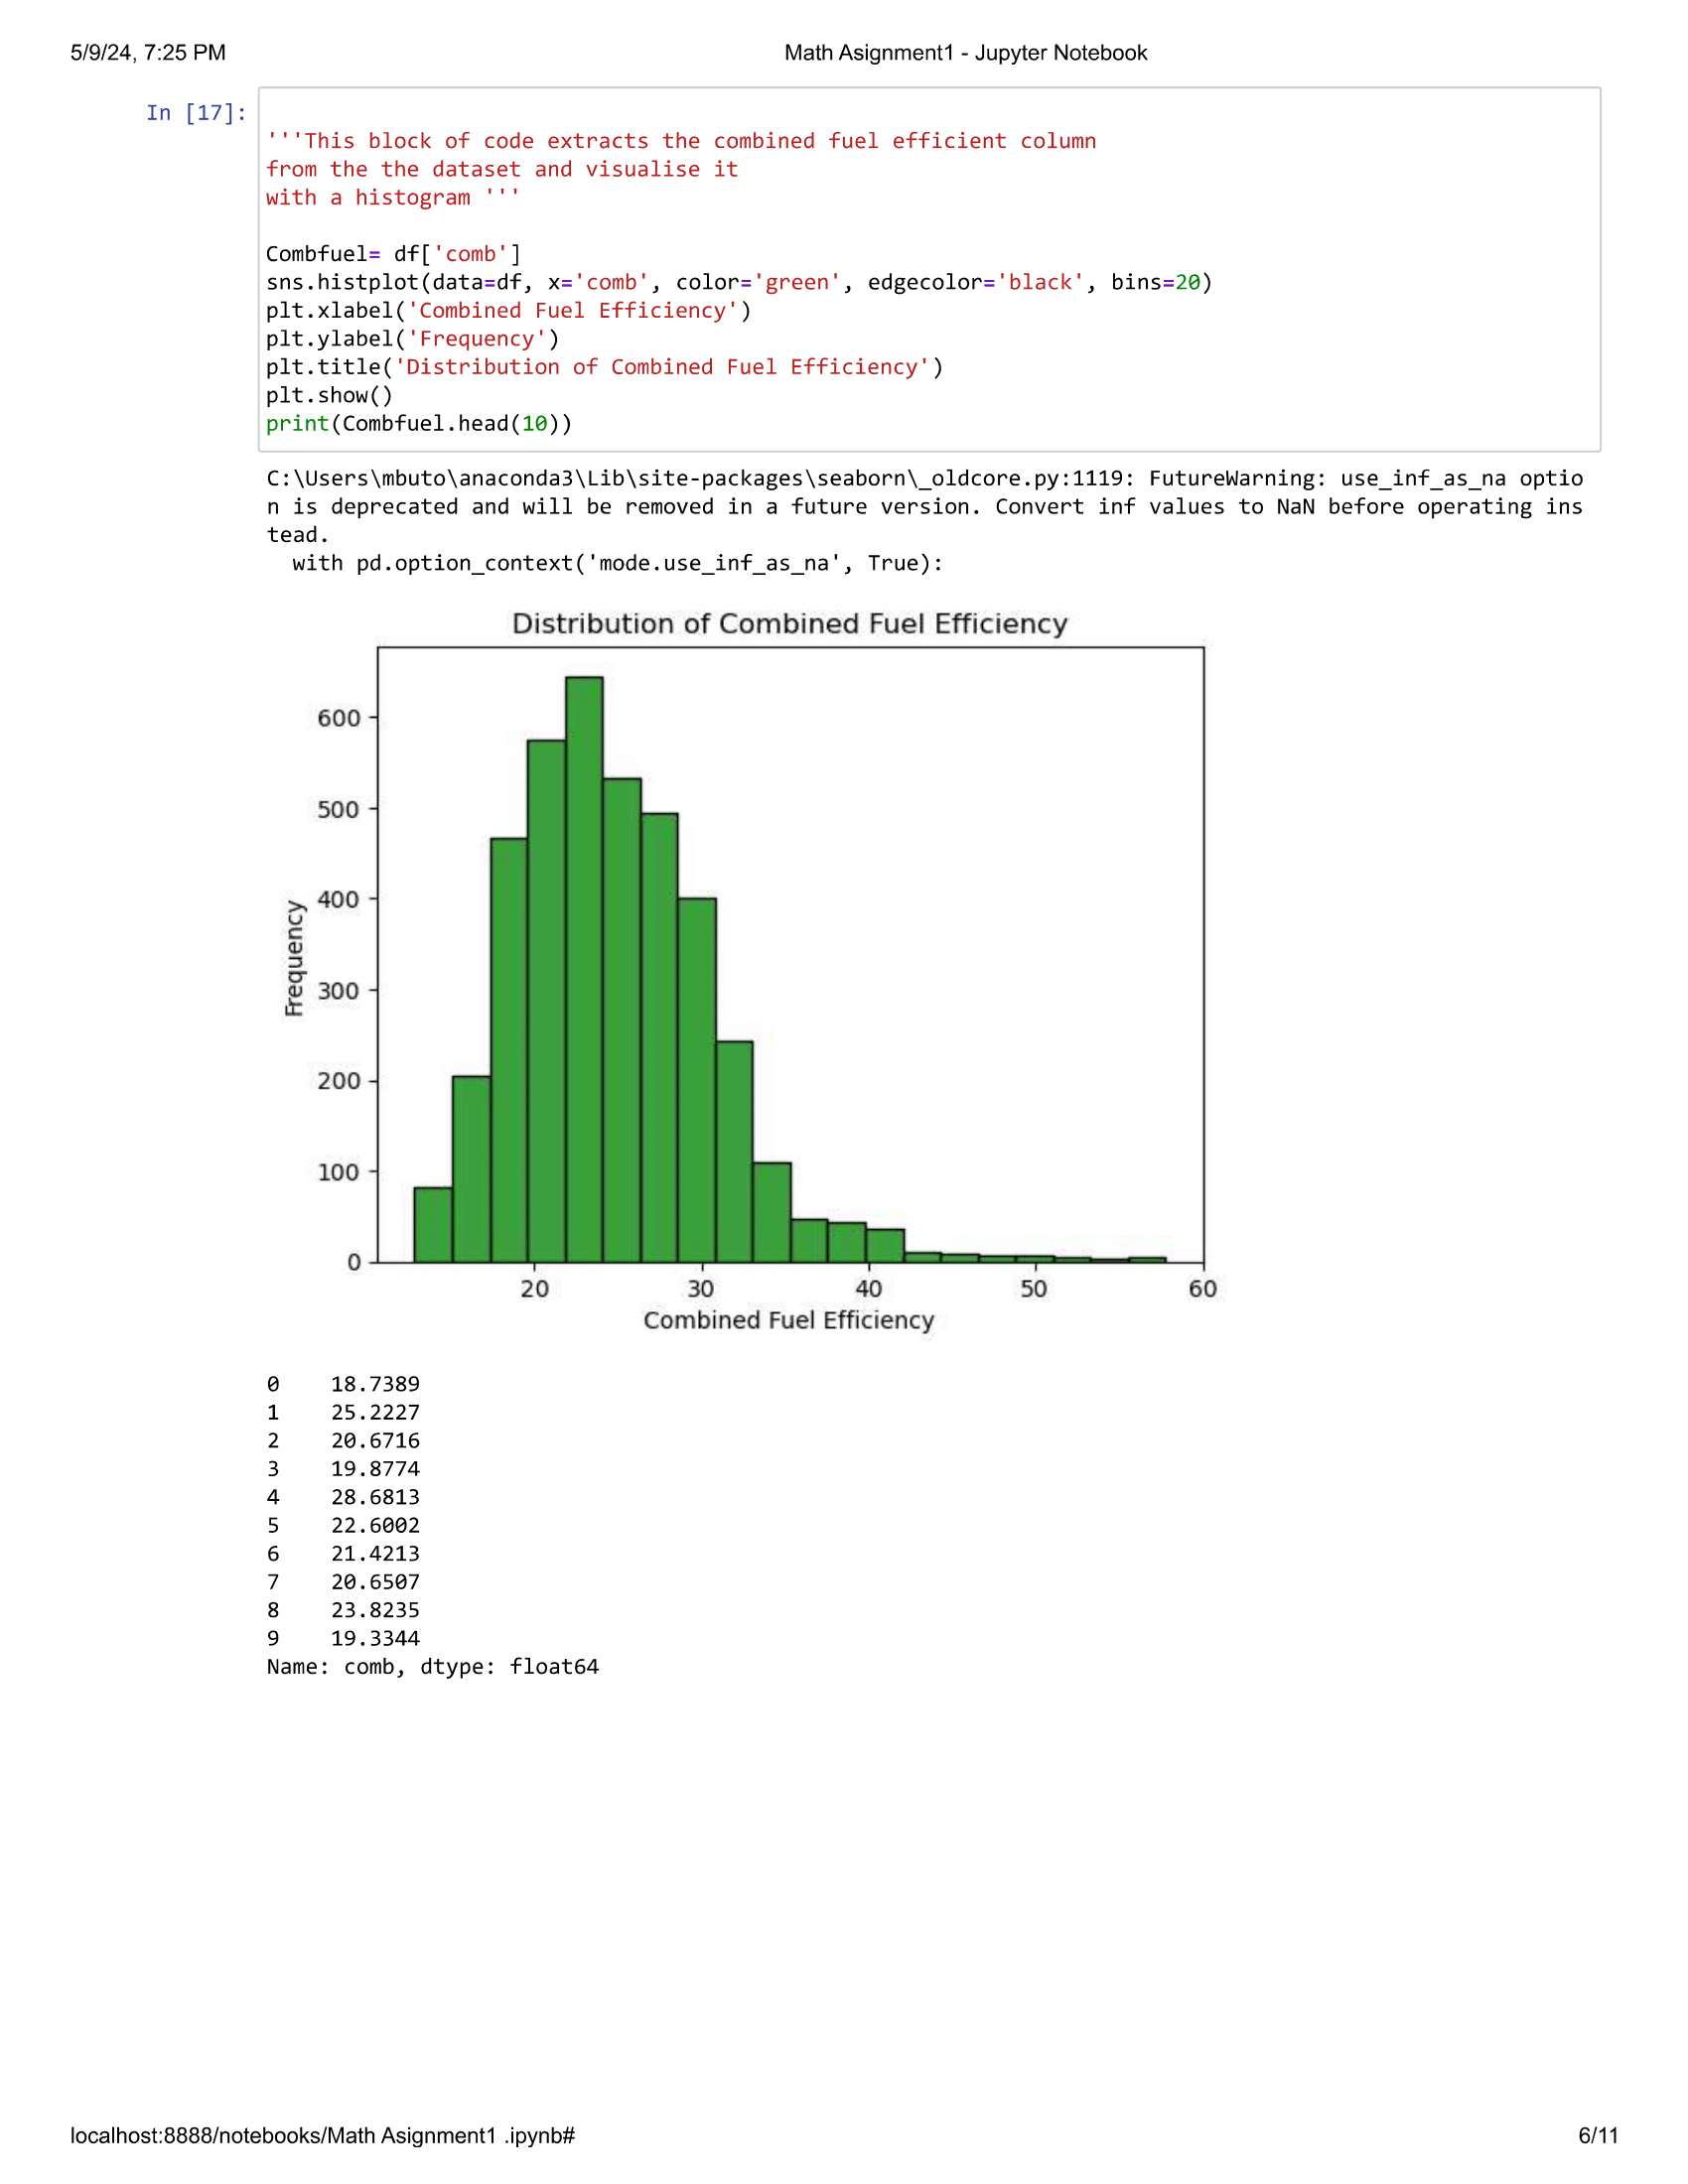 5/9/24, 7:25 PM
Math Asignment1 - Jupyter Notebook
In [17]:
'''This block of code extracts the combined fuel efficient column
from the the dataset and visualise it
with a histogram '''
Combfuel= df['comb']
sns.histplot(data=df, x='comb', color='green', edgecolor='black', bins=20)
plt.xlabel('Combined Fuel Efficiency')
plt.ylabel('Frequency')
plt.title('Distribution of Combined Fuel Efficiency')
plt.show()
print(Combfuel.head(10))
C:\Users\mbuto\anaconda3\Lib\site-packages\seaborn\_oldcore.py:1119: FutureWarning: use_inf_as_na optio
n is deprecated and will be removed in a future version. Convert inf values to NaN before operating ins
tead.
  with pd.option_context('mode.use_inf_as_na', True):
Distribution of Combined Fuel Efficiency
Frequency
600
500
400
300
200
100
0
20 30 40 50 60
Combined Fuel Efficiency
0    18.7389
1    25.2227
2    20.6716
3    19.8774
4    28.6813
5    22.6002
6    21.4213
7    20.6507
8    23.8235
9    19.3344
Name: comb, dtype: float64
localhost:8888/notebooks/Math Asignment1 .ipynb#
6/11